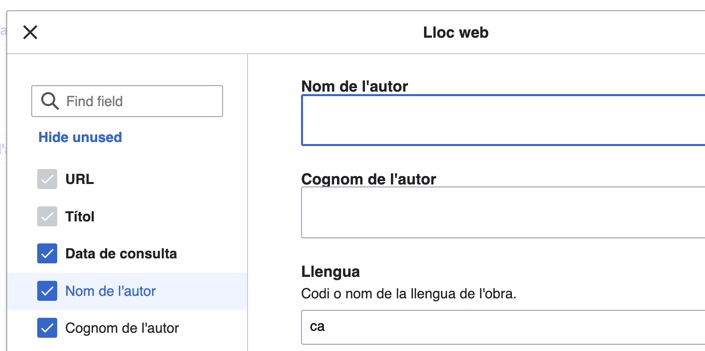 Lloc web
Find field
Hide unused
URL
Títol
Data de consulta
Nom de l'autor
Cognom de l'autor
Nom de l'autor
Cognom de l'autor
Llengua
Codi o nom de la llengua de l'obra.
ca